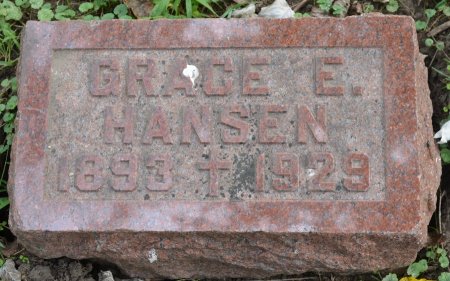 GRACE E.
HANSEN
1893 † 1929